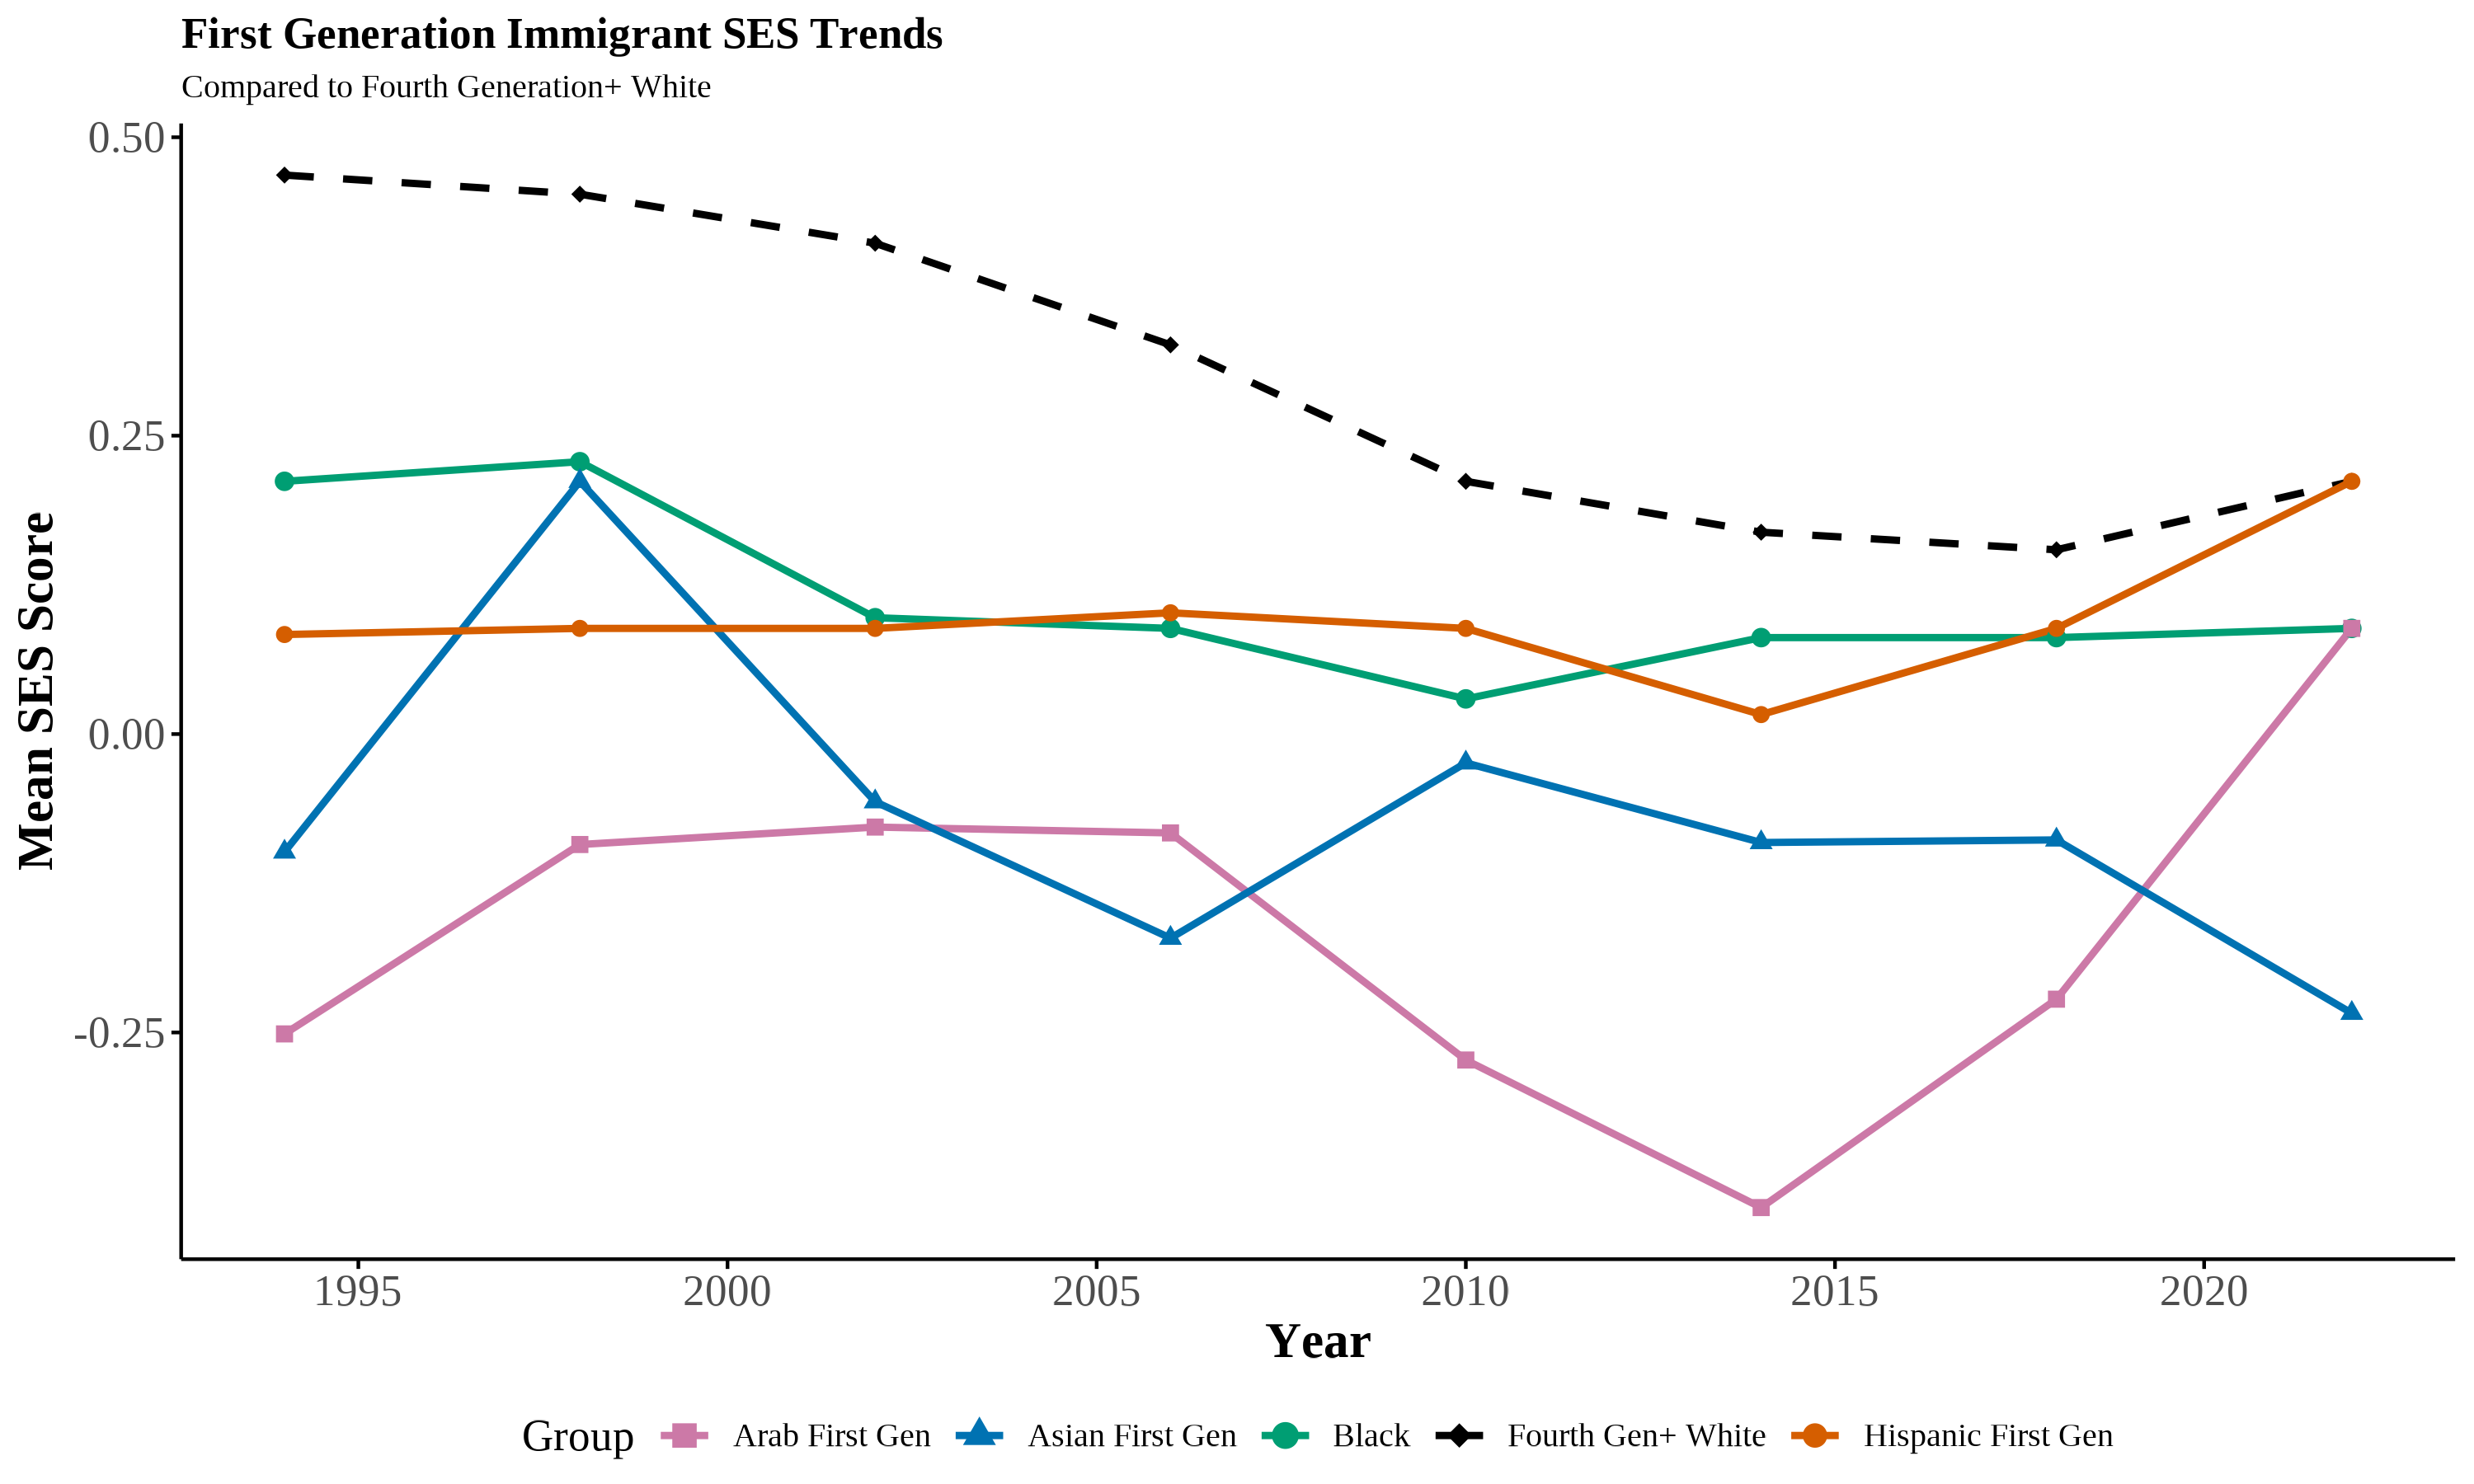 First Generation Immigrant SES Trends
Compared to Fourth Generation+ White
0.50
0.25
0.00
-0.25
Mean SES Score
1995 2000 2005 2010 2015 2020
Year
Group Arab First Gen Asian First Gen Black Fourth Gen+ White Hispanic First Gen